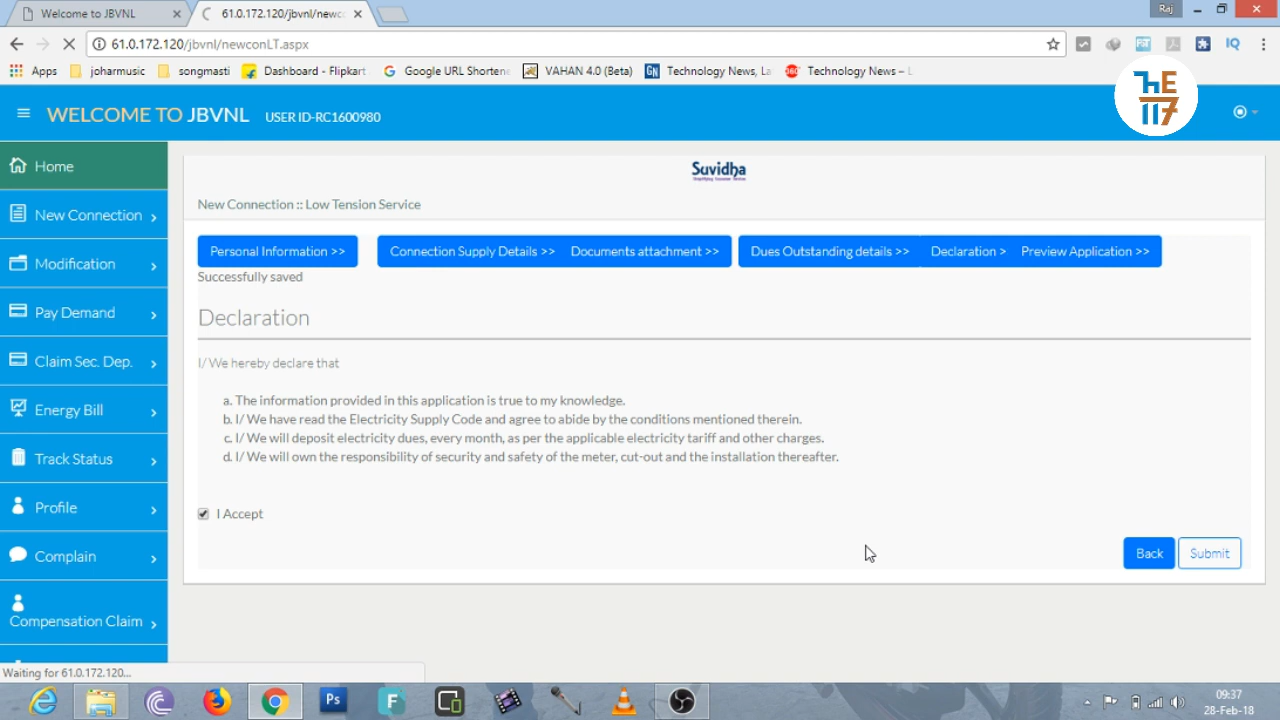 Welcome to JBVNL
61.0.172.120/jbvnl/newco
Raj
61.0.172.120/jbvnl/newconLT.aspx
Apps
joharmusic
songmasti
Dashboard - Flipkart
Google URL Shortene
VAHAN 4.0 (Beta)
GN
Technology News, La
Technology News – L
IQ
hE
117
WELCOME TO JBVNL USER ID-RC1600980
Home
New Connection
Modification
Pay Demand
Claim Sec. Dep.
Energy Bill
Track Status
Profile
Complain
Compensation Claim
Suvidha
New Connection :: Low Tension Service
Personal Information >> Connection Supply Details >> Documents attachment >> Dues Outstanding details >> Declaration > Preview Application >>
Successfully saved
Declaration
I/ We hereby declare that
a. The information provided in this application is true to my knowledge.
b. I/ We have read the Electricity Supply Code and agree to abide by the conditions mentioned therein.
c. I/ We will deposit electricity dues, every month, as per the applicable electricity tariff and other charges.
d. I/ We will own the responsibility of security and safety of the meter, cut-out and the installation thereafter.
I Accept
Back Submit
Waiting for 61.0.172.120...
Ps
F
09:37
28-Feb-18